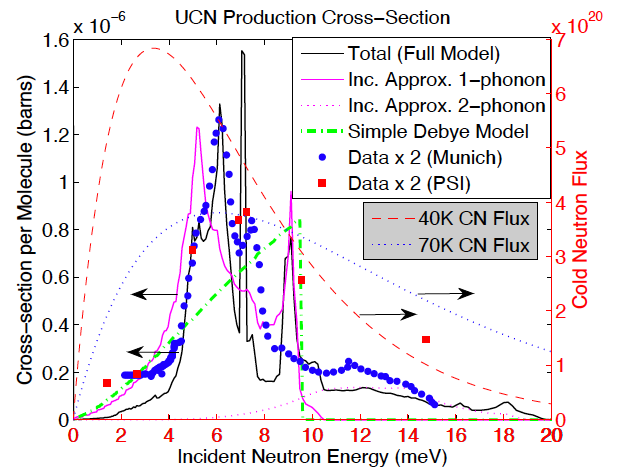 UCN Production Cross−Section
x 10⁻⁶
x 10²⁰
Cross−section per Molecule (barns)
1.6
1.4
1.2
1
0.8
0.6
0.4
0.2
0
Total (Full Model)
Inc. Approx. 1−phonon
Inc. Approx. 2−phonon
Simple Debye Model
Data x 2 (Munich)
Data x 2 (PSI)
40K CN Flux
70K CN Flux
7
6
5
4
3
2
1
0
Cold Neutron Flux
0 2 4 6 8 10 12 14 16 18 20
Incident Neutron Energy (meV)